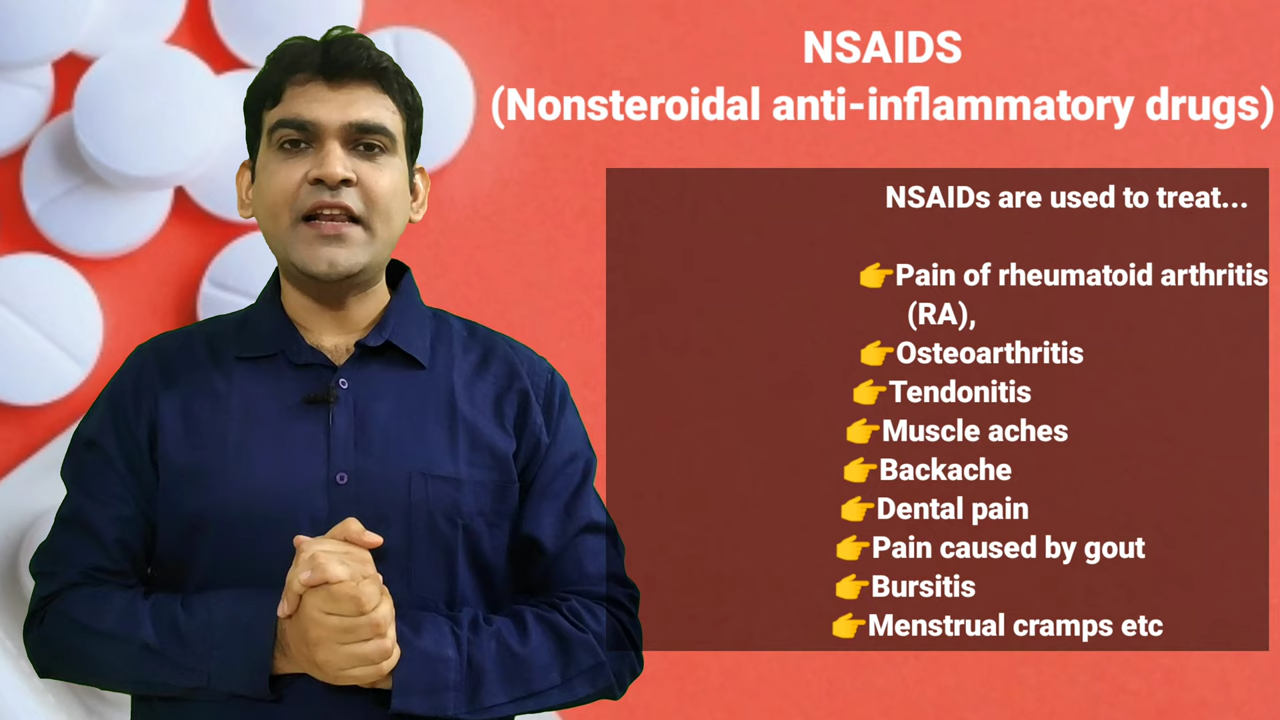 NSAIDS
(Nonsteroidal anti-inflammatory drugs)
NSAIDs are used to treat...
👉Pain of rheumatoid arthritis
(RA),
👉Osteoarthritis
👉Tendonitis
👉Muscle aches
👉Backache
👉Dental pain
👉Pain caused by gout
👉Bursitis
👉Menstrual cramps etc